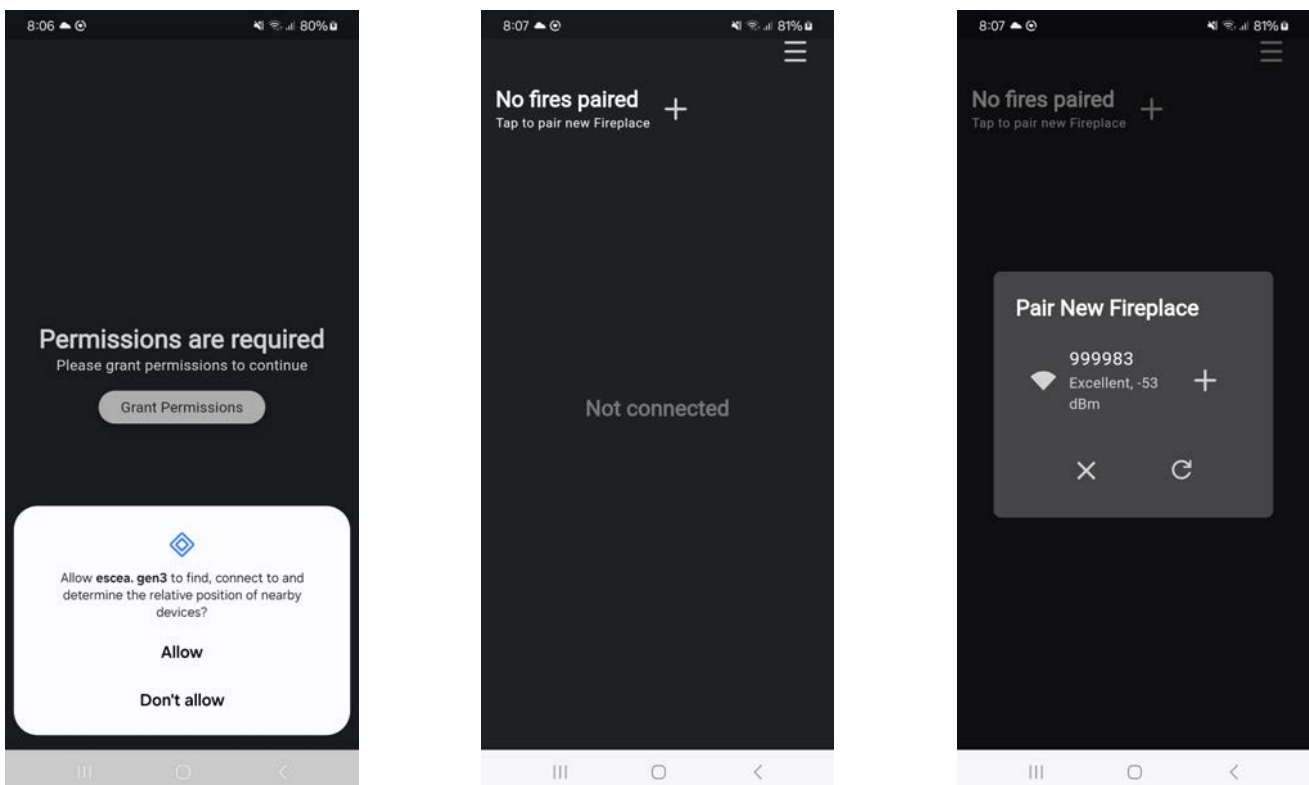 8:06
80%
Permissions are required
Please grant permissions to continue
Grant Permissions
Allow escea. gen3 to find, connect to and
determine the relative position of nearby
devices?
Allow
Don't allow
8:07
81%
No fires paired
Tap to pair new Fireplace
Not connected
8:07
81%
No fires paired
Tap to pair new Fireplace
Pair New Fireplace
999983
Excellent, -53
dBm